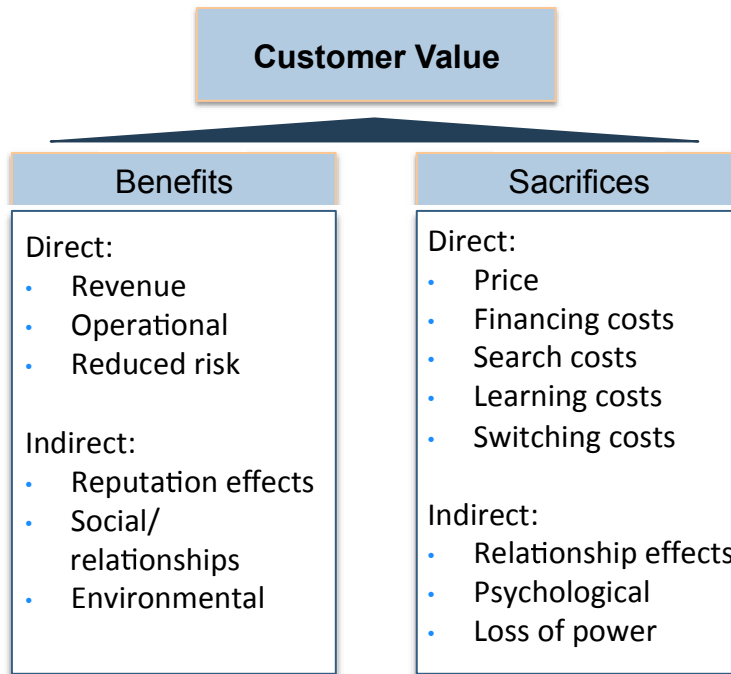 Customer Value
Benefits
Direct:
• Revenue
• Operational
• Reduced risk
Indirect:
• Reputation effects
• Social/
relationships
• Environmental
Sacrifices
Direct:
• Price
• Financing costs
• Search costs
• Learning costs
• Switching costs
Indirect:
• Relationship effects
• Psychological
• Loss of power